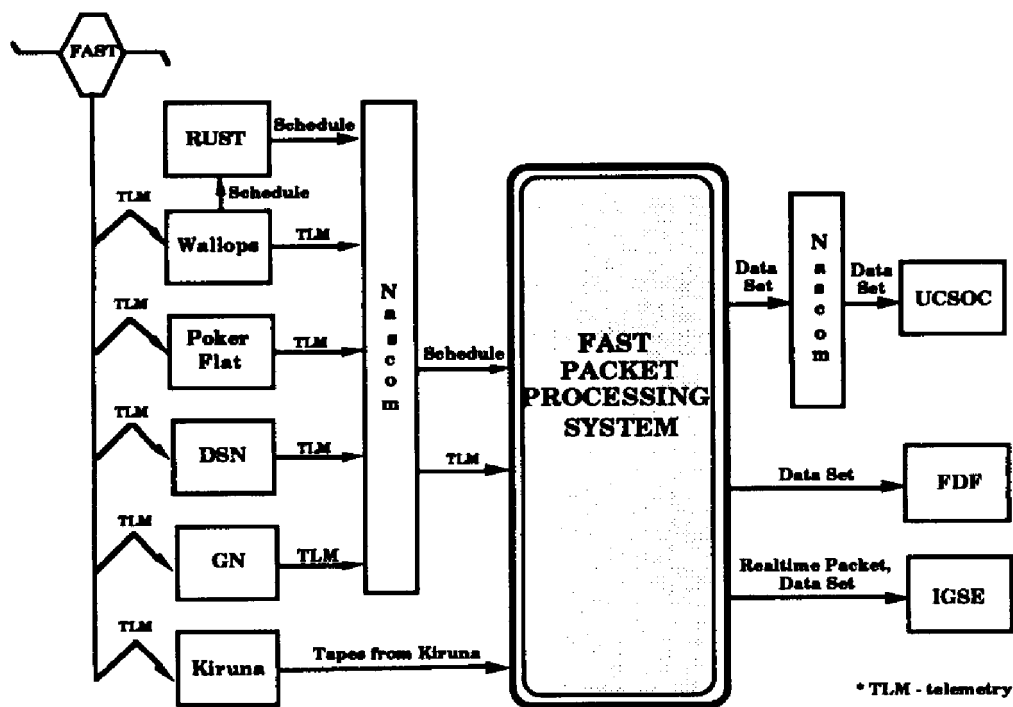 FAST
RUST
Schedule
Schedule
TLM
Wallops
TLM
TLM
Poker
Flat
TLM
TLM
DSN
TLM
TLM
GN
TLM
TLM
Kiruna
Tapes from Kiruna
Nascom
Schedule
TLM
FAST
PACKET
PROCESSING
SYSTEM
Data
Set
Nascom
Data
Set
UCSOC
Data Set
FDF
Realtime Packet,
Data Set
IGSE
* TLM - telemetry